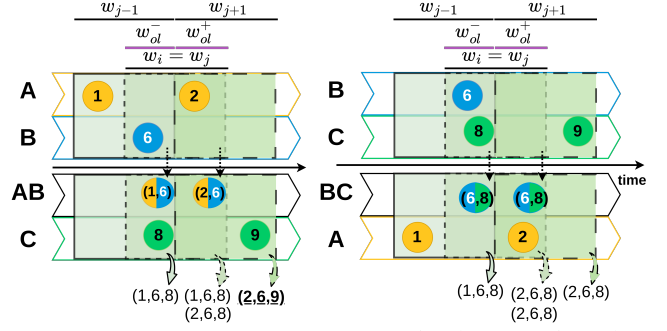 w_{j-1} w_{j+1}
w_{ol}^{-} w_{ol}^{+}
w_i = w_j
A 1 2
B 6
AB (1,6) (2,6)
C 8 9
(1,6,8) (1,6,8) (2,6,9)
(2,6,8)
w_{j-1} w_{j+1}
w_{ol}^{-} w_{ol}^{+}
w_i = w_j
B 6
C 8 9
time
BC (6,8) (6,8)
A 1 2
(1,6,8) (2,6,8) (2,6,8)
(2,6,8)